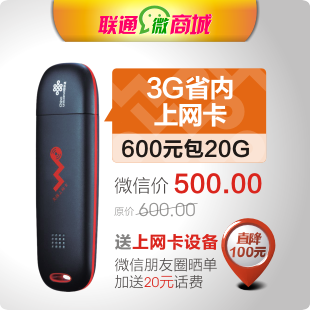 联通微商城
3G省内
上网卡
600元包20G
微信价 500.00
原价 600.00
送上网卡设备
微信朋友圈晒单
加送20元话费
直降
100元